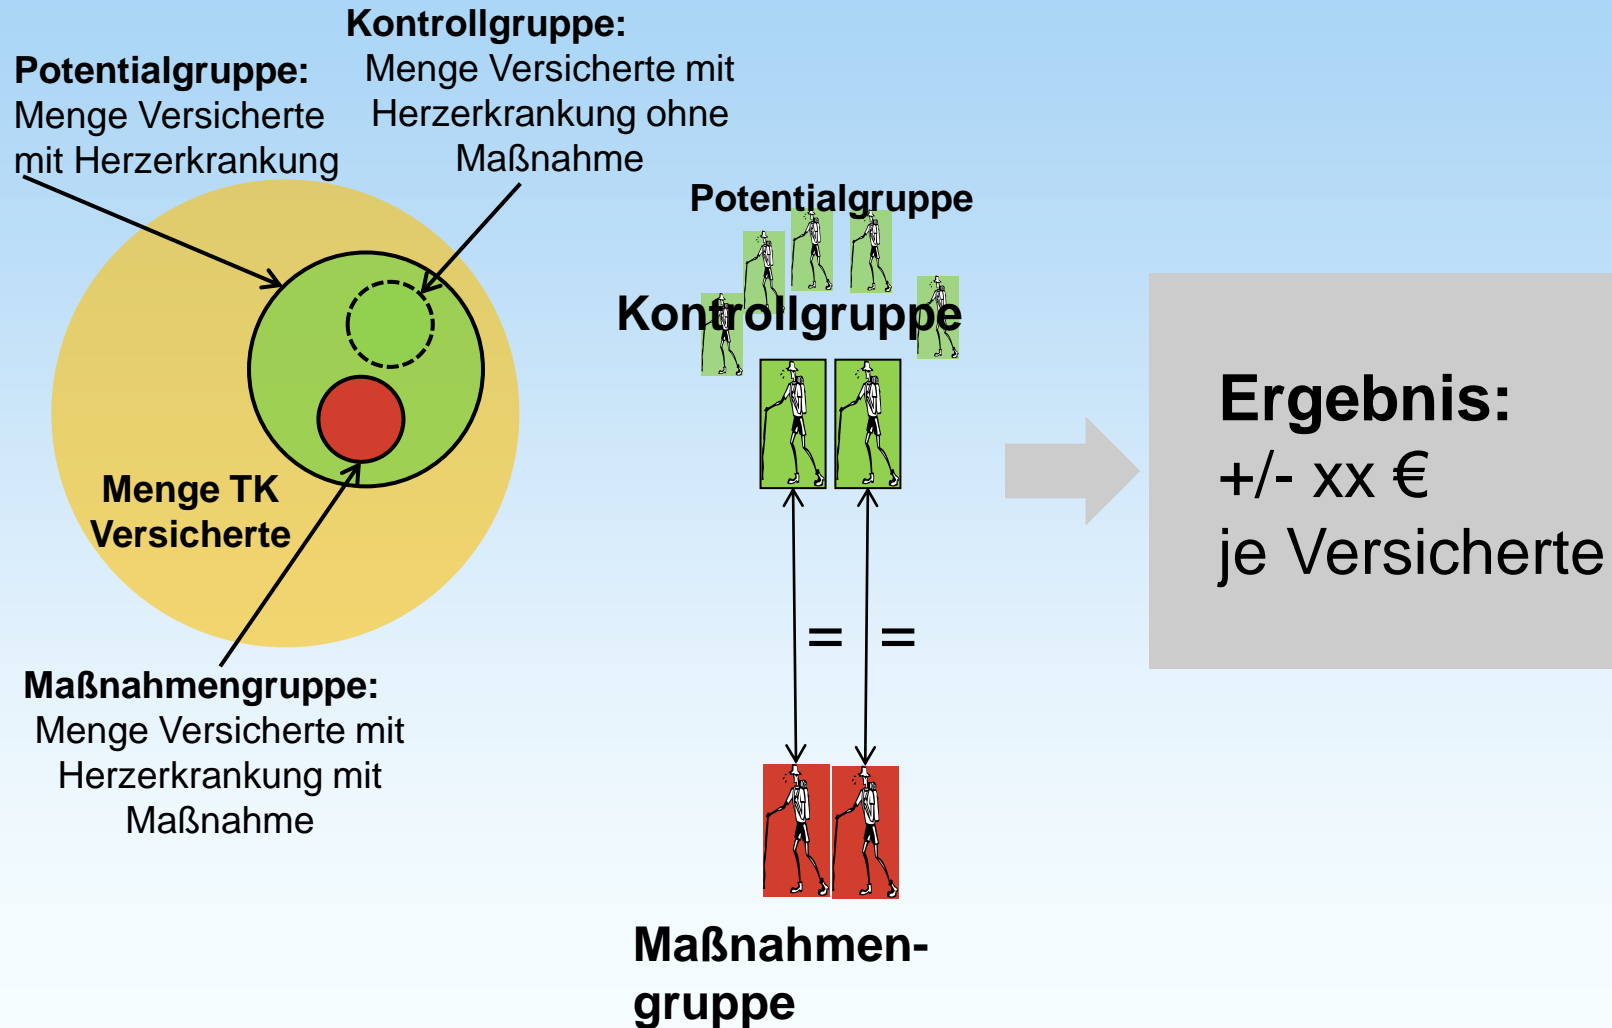 Kontrollgruppe:
Menge Versicherte mit
Herzerkrankung ohne
Maßnahme
Potentialgruppe:
Menge Versicherte
mit Herzerkrankung
Menge TK
Versicherte
Maßnahmengruppe:
Menge Versicherte mit
Herzerkrankung mit
Maßnahme
Potentialgruppe
Kontrollgruppe
= =
Maßnahmen-
gruppe
Ergebnis:
+/- xx €
je Versicherte